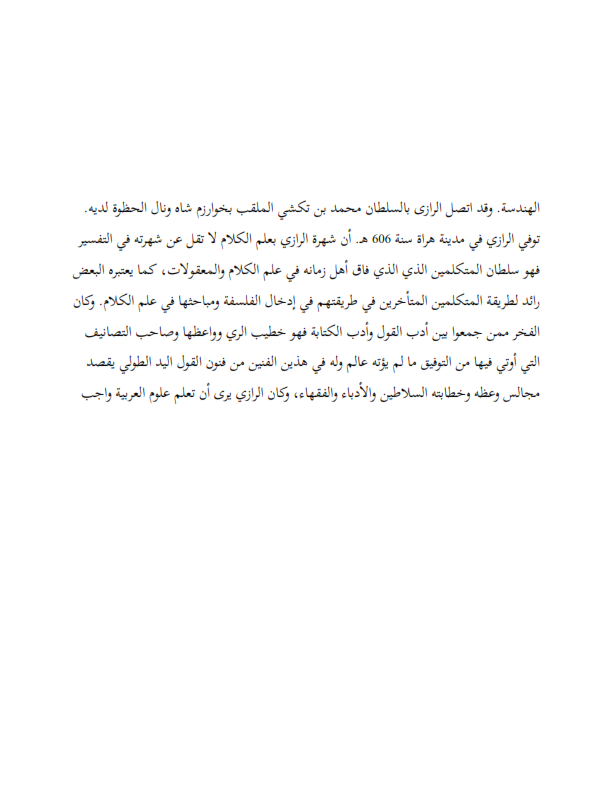 الهندسة. وقد اتصل الرازى بالسلطان محمد بن تكشي الملقب بخوارزم شاه ونال الحظوة لديه.
توفي الرازي في مدينة هراة سنة 606 هـ. أن شهرة الرازي بعلم الكلام لا تقل عن شهرته في التفسير
فهو سلطان المتكلمين الذي الذي فاق أهل زمانه في علم الكلام والمعقولات، كما يعتبره البعض
رائد لطريقة المتكلمين المتأخرين في طريقتهم في إدخال الفلسفة ومباحثها في علم الكلام. وكان
الفخر ممن جمعوا بين أدب القول وأدب الكتابة فهو خطيب الري وواعظها وصاحب التصانيف
التي أوتي فيها من التوفيق ما لم يؤته عالم وله في هذين الفنين من فنون القول اليد الطولي يقصد
مجالس وعظه وخطابته السلاطين والأدباء والفقهاء، وكان الرازي يرى أن تعلم علوم العربية واجب